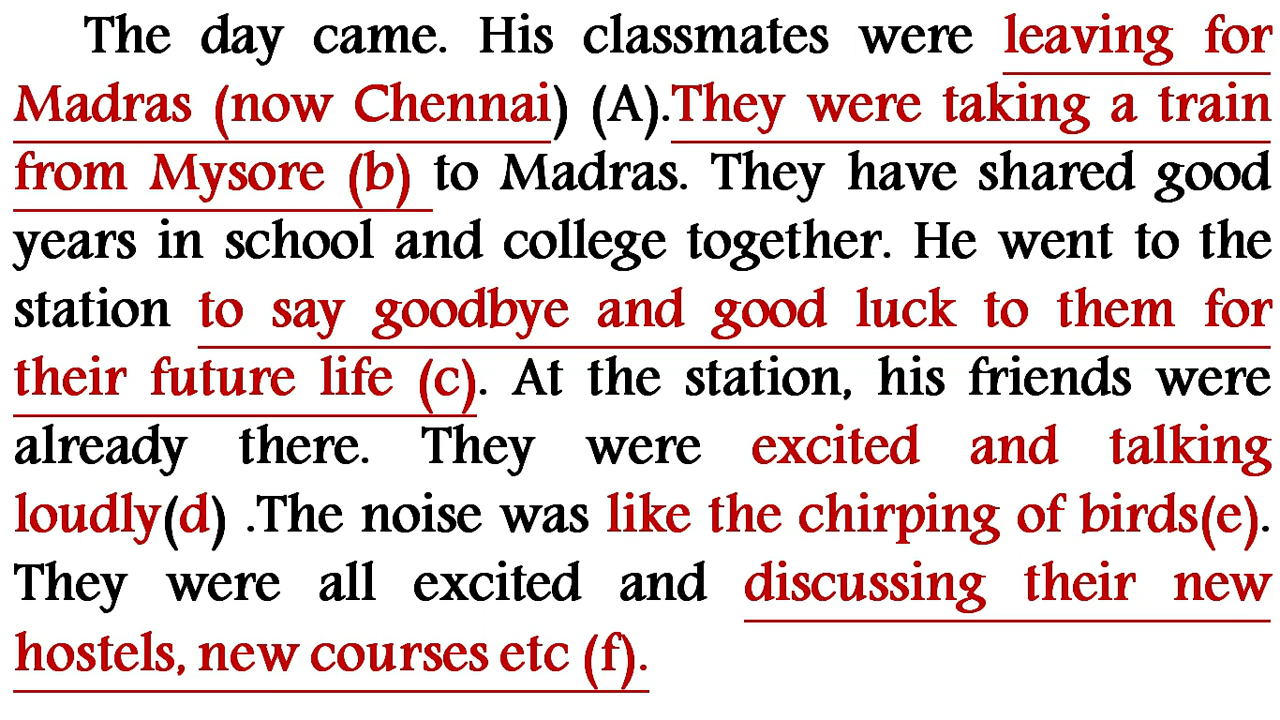 The day came. His classmates were leaving for
Madras (now Chennai) (A).They were taking a train
from Mysore (b) to Madras. They have shared good
years in school and college together. He went to the
station to say goodbye and good luck to them for
their future life (c). At the station, his friends were
already there. They were excited and talking
loudly(d) .The noise was like the chirping of birds(e).
They were all excited and discussing their new
hostels, new courses etc (f).